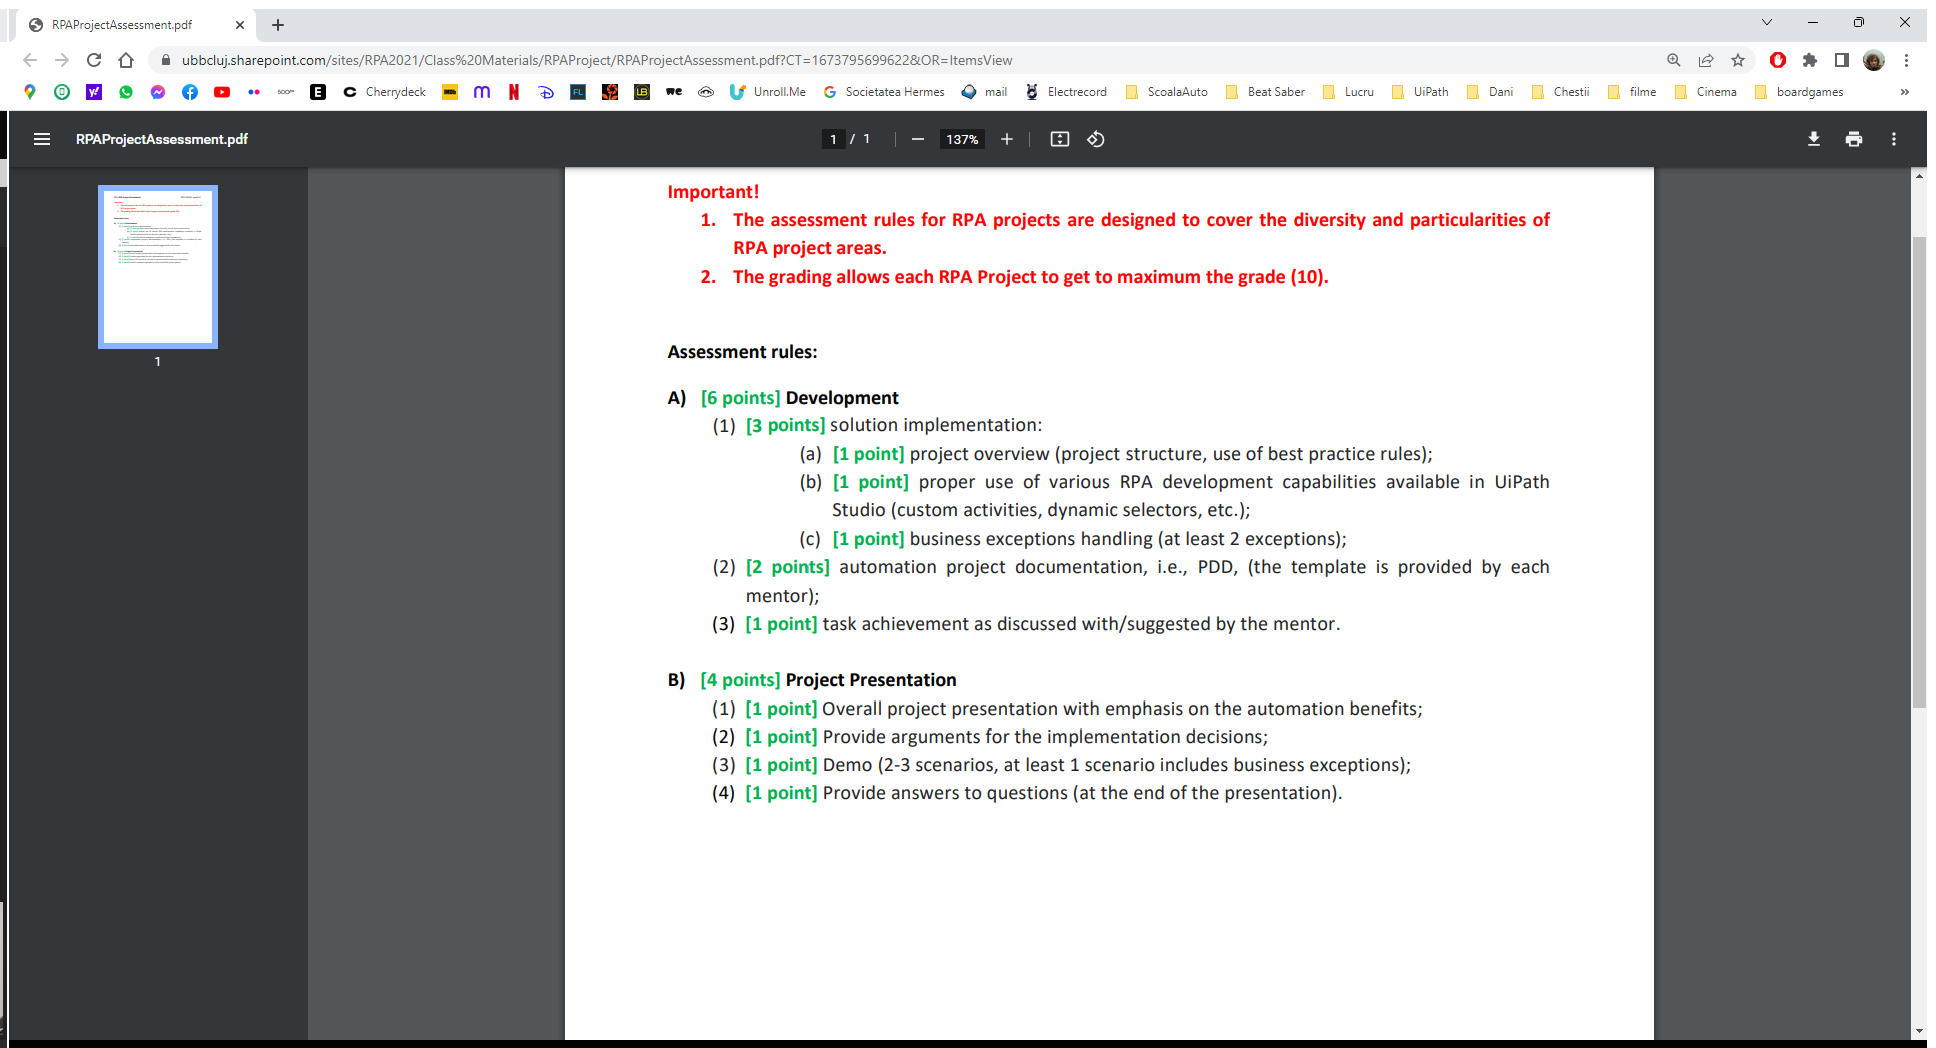 RPAProjectAssessment.pdf
ubbcluj.sharepoint.com/sites/RPA2021/Class%20Materials/RPAProject/RPAProjectAssessment.pdf?CT=1673795699622&OR=ItemsView
Cherrydeck Unroll.Me Societatea Hermes mail Electrecord ScoalaAuto Beat Saber Lucru UiPath Dani Chestii filme Cinema boardgames
RPAProjectAssessment.pdf 1 / 1 137%
Important!
1. The assessment rules for RPA projects are designed to cover the diversity and particularities of
RPA project areas.
2. The grading allows each RPA Project to get to maximum the grade (10).
Assessment rules:
A) [6 points] Development
(1) [3 points] solution implementation:
(a) [1 point] project overview (project structure, use of best practice rules);
(b) [1 point] proper use of various RPA development capabilities available in UiPath
Studio (custom activities, dynamic selectors, etc.);
(c) [1 point] business exceptions handling (at least 2 exceptions);
(2) [2 points] automation project documentation, i.e., PDD, (the template is provided by each
mentor);
(3) [1 point] task achievement as discussed with/suggested by the mentor.
B) [4 points] Project Presentation
(1) [1 point] Overall project presentation with emphasis on the automation benefits;
(2) [1 point] Provide arguments for the implementation decisions;
(3) [1 point] Demo (2-3 scenarios, at least 1 scenario includes business exceptions);
(4) [1 point] Provide answers to questions (at the end of the presentation).
1